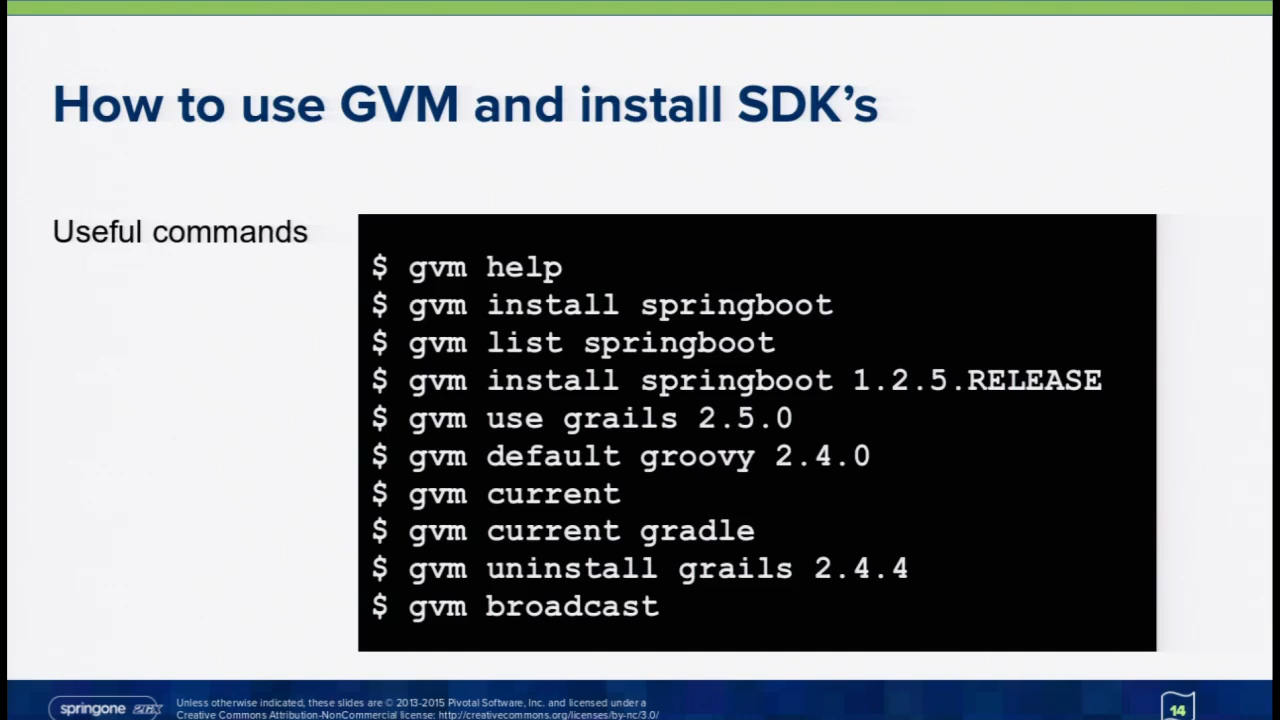 How to use GVM and install SDK’s
Useful commands
$ gvm help
$ gvm install springboot
$ gvm list springboot
$ gvm install springboot 1.2.5.RELEASE
$ gvm use grails 2.5.0
$ gvm default groovy 2.4.0
$ gvm current
$ gvm current gradle
$ gvm uninstall grails 2.4.4
$ gvm broadcast
springone 2GX
Unless otherwise indicated, these slides are © 2013-2015 Pivotal Software, Inc. and licensed under a
Creative Commons Attribution-NonCommercial license: http://creativecommons.org/licenses/by-nc/3.0/
14